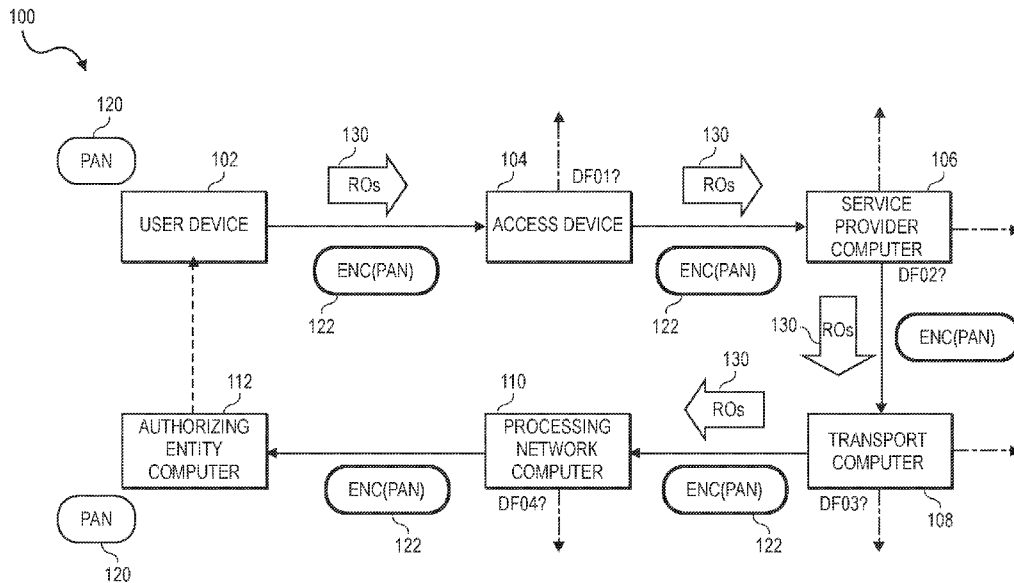 100
120
PAN
102
USER DEVICE
130
ROs
ENC(PAN)
122
104
DF01?
ACCESS DEVICE
130
ROs
ENC(PAN)
122
106
SERVICE
PROVIDER
COMPUTER
DF02?
130
ROs
ENC(PAN)
112
AUTHORIZING
ENTITY
COMPUTER
PAN
120
ENC(PAN)
122
110
PROCESSING
NETWORK
COMPUTER
DF04?
130
ROs
ENC(PAN)
122
TRANSPORT
COMPUTER
DF03?
108